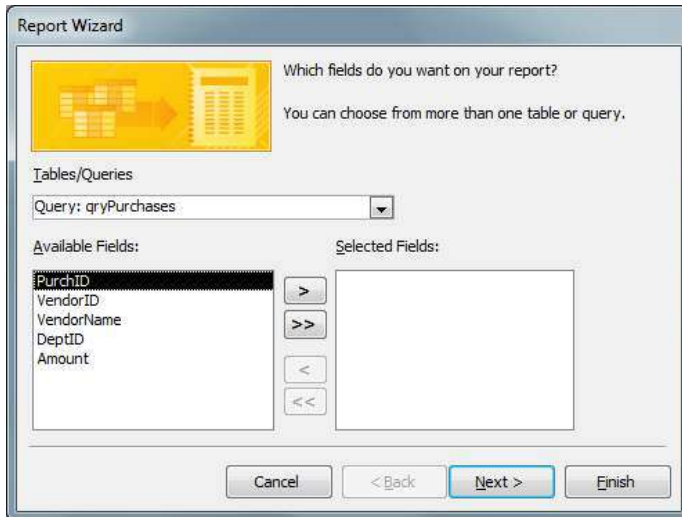 Report Wizard
Which fields do you want on your report?
You can choose from more than one table or query.
Tables/Queries
Query: qryPurchases
Available Fields:
Selected Fields:
PurchID
VendorID
VendorName
DeptID
Amount
>
>>
<
<<
Cancel
< Back
Next >
Finish